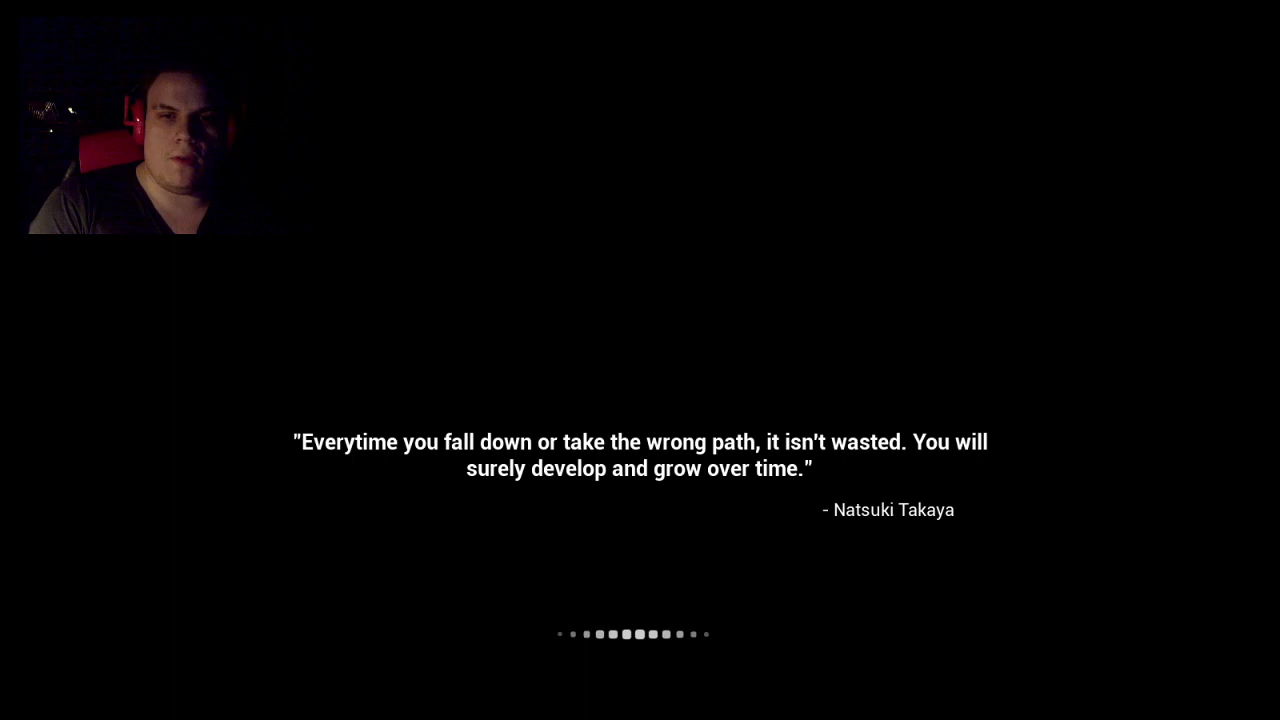 "Everytime you fall down or take the wrong path, it isn't wasted. You will
surely develop and grow over time."
- Natsuki Takaya